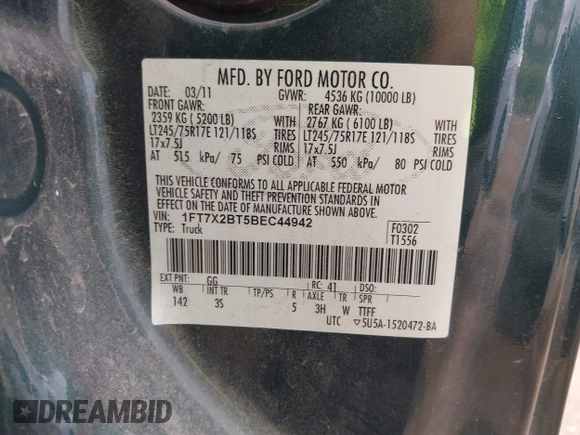 MFD. BY FORD MOTOR CO.
DATE: 03/11 GVWR: 4536 KG (10000 LB)
FRONT GAWR: REAR GAWR:
2359 KG ( 5200 LB) WITH 2767 KG ( 6100 LB) WITH
LT245/75R17E 121/118S TIRES LT245/75R17E 121/118S TIRES
17x7.5J RIMS 17x7.5J RIMS
AT 515 kPa/ 75 PSI COLD AT 550 kPa/ 80 PSI COLD
THIS VEHICLE CONFORMS TO ALL APPLICABLE FEDERAL MOTOR
VEHICLE SAFETY AND THEFT PREVENTION STANDARDS IN EFFECT
ON THE DATE OF MANUFACTURE SHOWN ABOVE.
VIN: 1FT7X2BT5BEC44942 F0302
TYPE: Truck T1556
EXT PNT: GG RC: 41 DSO:
WB INT TR TP/PS R AXLE TR SPR
142 3S 5 3H W TTFF
UTC ▽5U5A-1520472-BA
DREAMBID